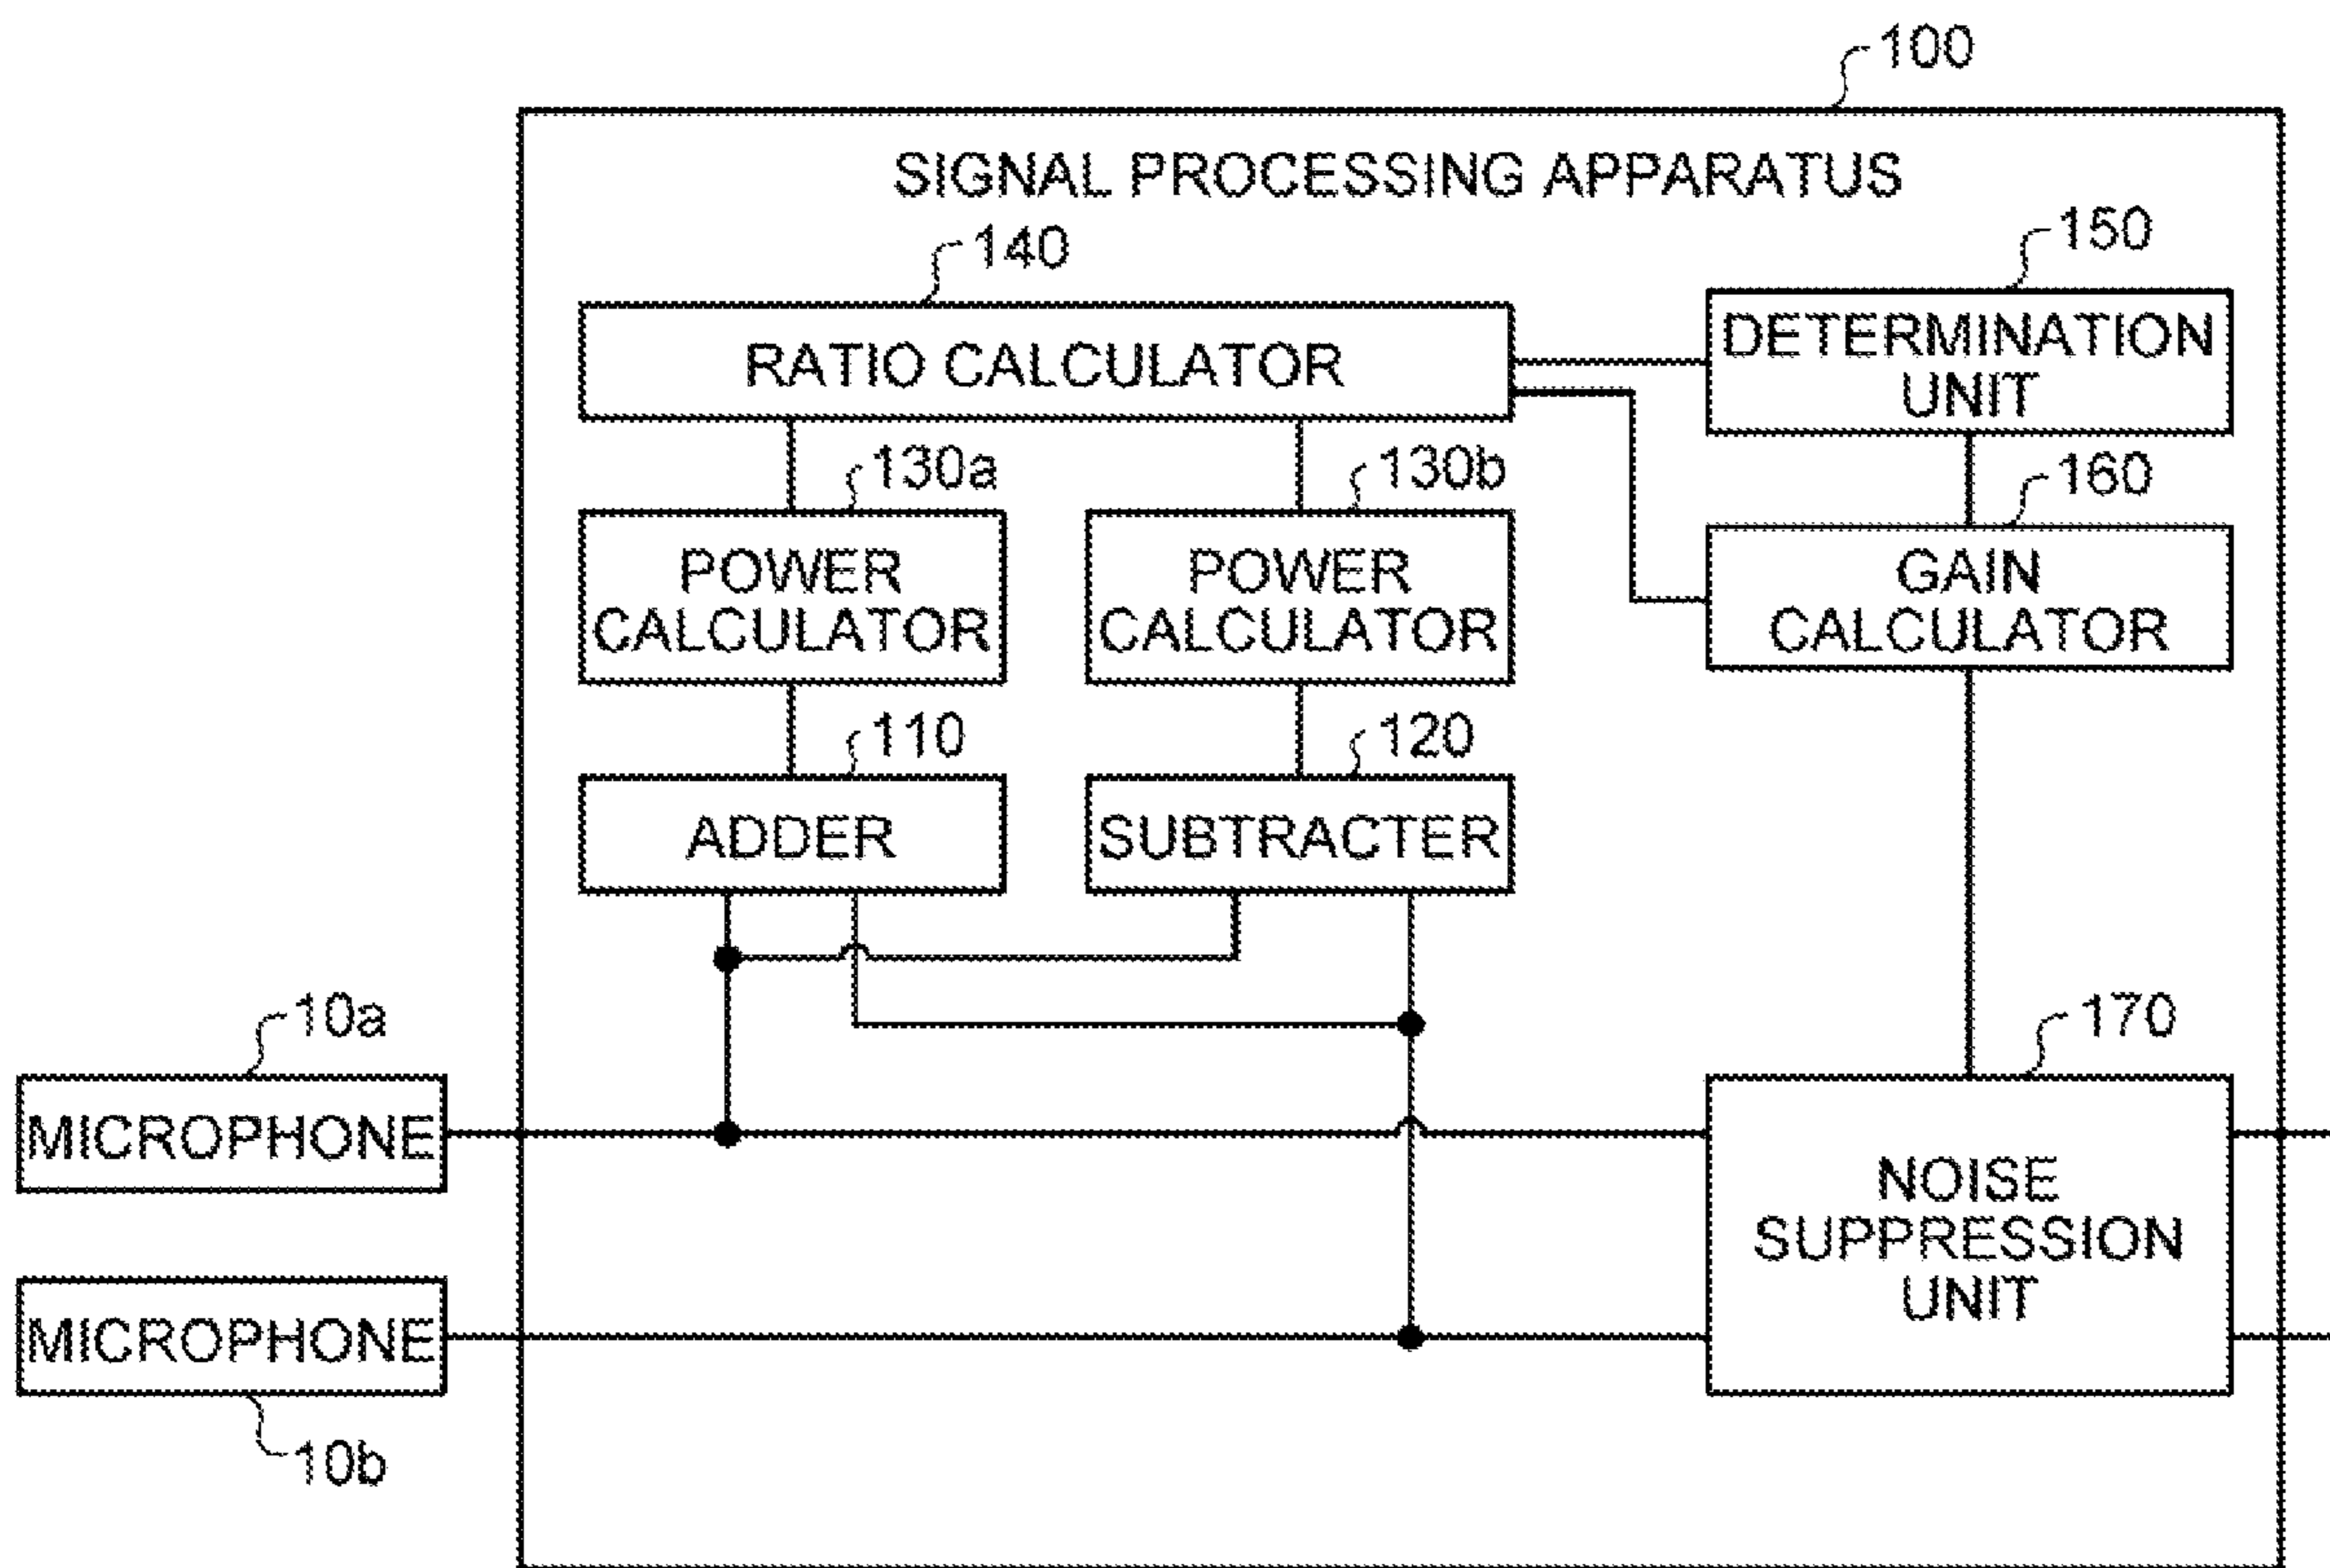 100
SIGNAL PROCESSING APPARATUS
140
150
RATIO CALCULATOR
DETERMINATION
UNIT
130a
130b
160
POWER
CALCULATOR
POWER
CALCULATOR
GAIN
CALCULATOR
110
120
ADDER
SUBTRACTER
10a
170
MICROPHONE
NOISE
SUPPRESSION
UNIT
MICROPHONE
10b